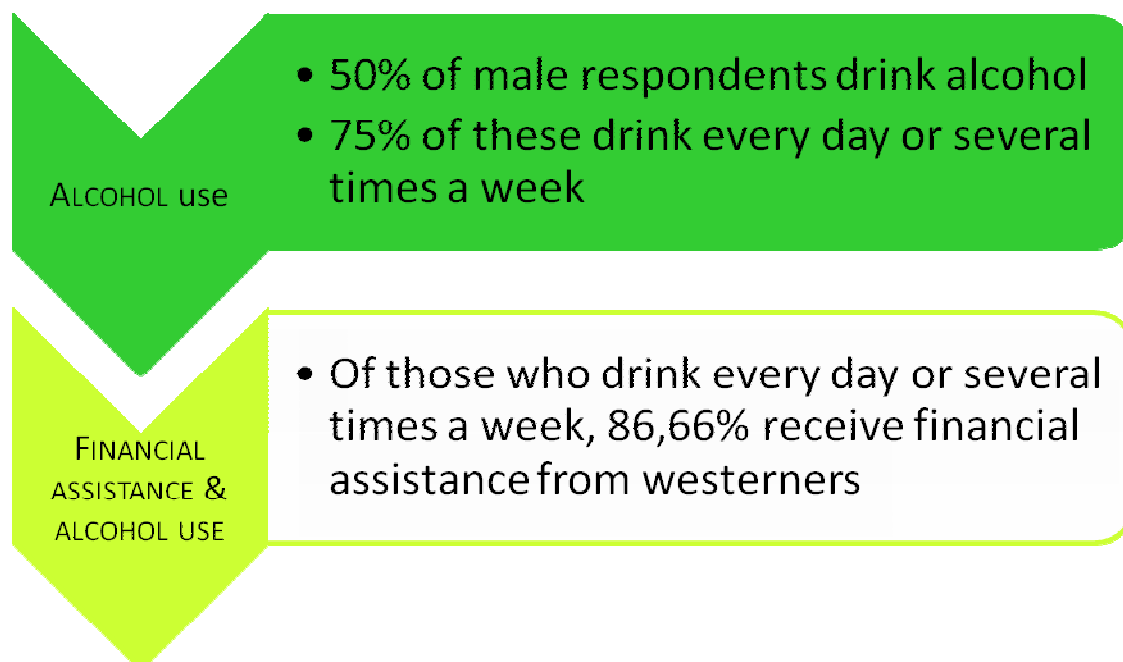 ALCOHOL use
• 50% of male respondents drink alcohol
• 75% of these drink every day or several
times a week
FINANCIAL
ASSISTANCE &
ALCOHOL USE
• Of those who drink every day or several
times a week, 86,66% receive financial
assistance from westerners